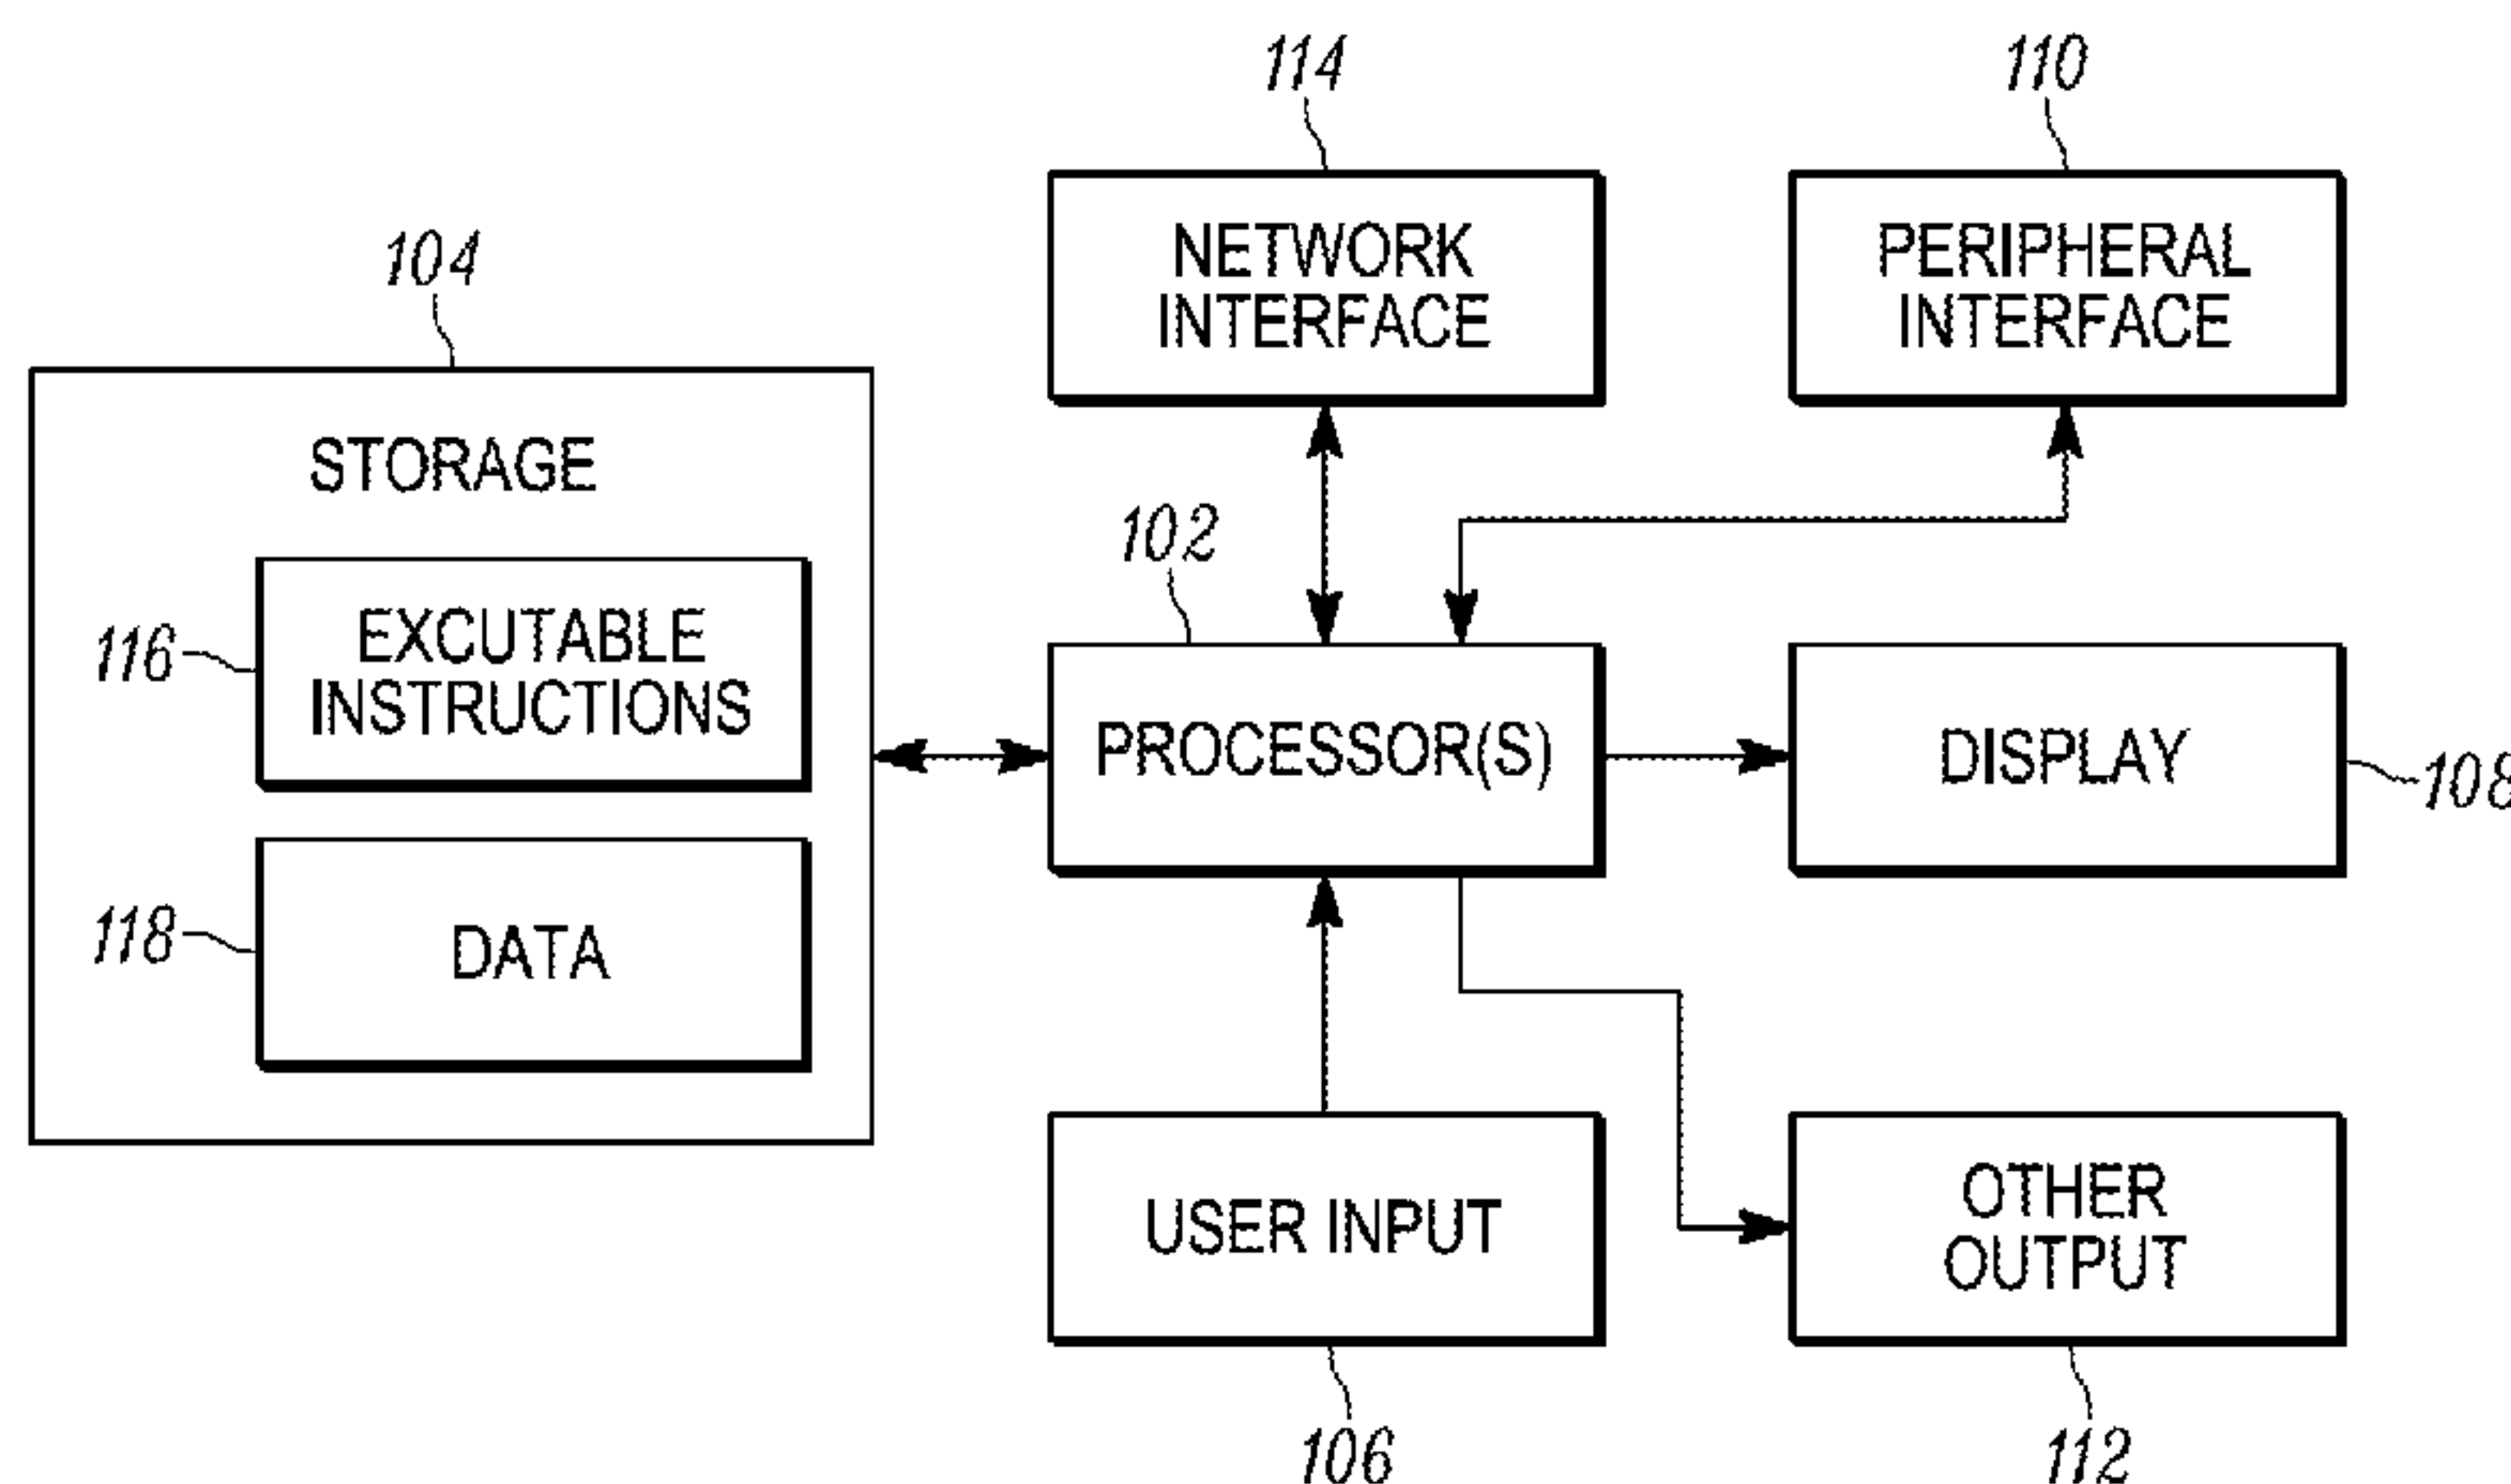 114
110
NETWORK
INTERFACE
PERIPHERAL
INTERFACE
104
STORAGE
102
116
EXCUTABLE
INSTRUCTIONS
PROCESSOR(S)
DISPLAY
108
118
DATA
USER INPUT
OTHER
OUTPUT
106
112